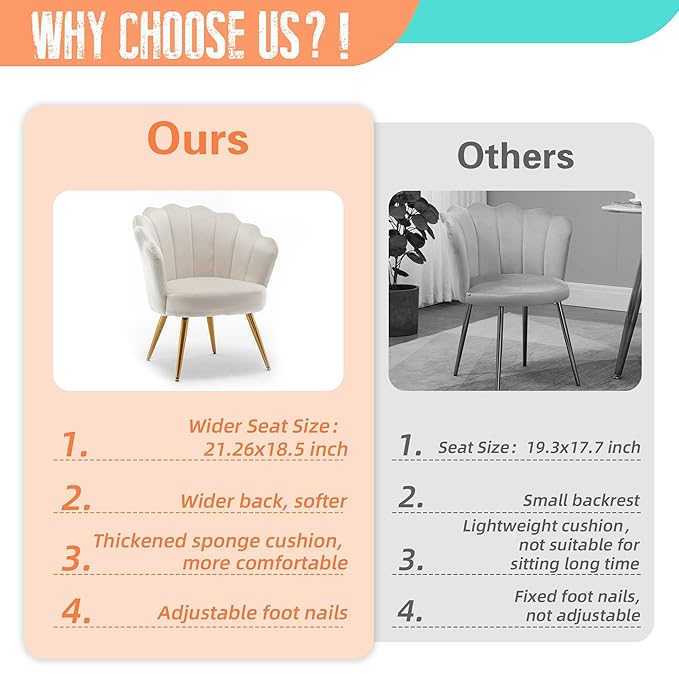 WHY CHOOSE US?!
Ours
1. Wider Seat Size:
21.26x18.5 inch
2. Wider back, softer
3. Thickened sponge cushion,
more comfortable
4. Adjustable foot nails
Others
1. Seat Size: 19.3x17.7 inch
2. Small backrest
3. Lightweight cushion,
not suitable for
sitting long time
4. Fixed foot nails,
not adjustable